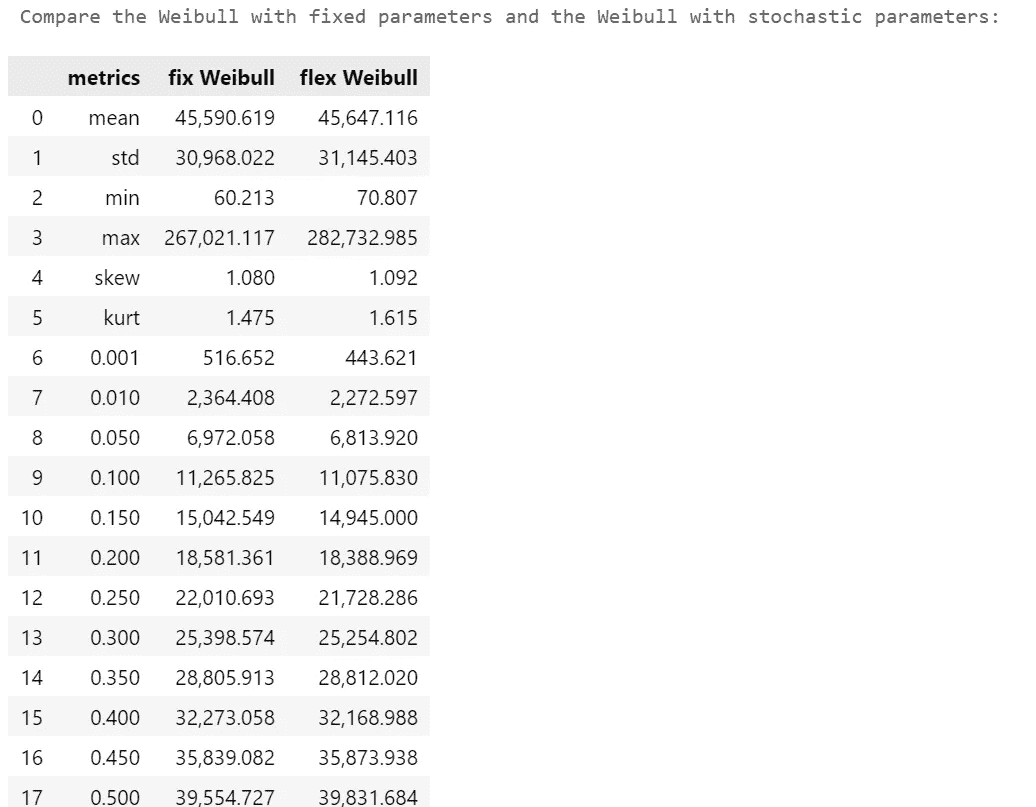 Compare the Weibull with fixed parameters and the Weibull with stochastic parameters:
metrics fix Weibull flex Weibull
0 mean 45,590.619 45,647.116
1 std 30,968.022 31,145.403
2 min 60.213 70.807
3 max 267,021.117 282,732.985
4 skew 1.080 1.092
5 kurt 1.475 1.615
6 0.001 516.652 443.621
7 0.010 2,364.408 2,272.597
8 0.050 6,972.058 6,813.920
9 0.100 11,265.825 11,075.830
10 0.150 15,042.549 14,945.000
11 0.200 18,581.361 18,388.969
12 0.250 22,010.693 21,728.286
13 0.300 25,398.574 25,254.802
14 0.350 28,805.913 28,812.020
15 0.400 32,273.058 32,168.988
16 0.450 35,839.082 35,873.938
17 0.500 39,554.727 39,831.684